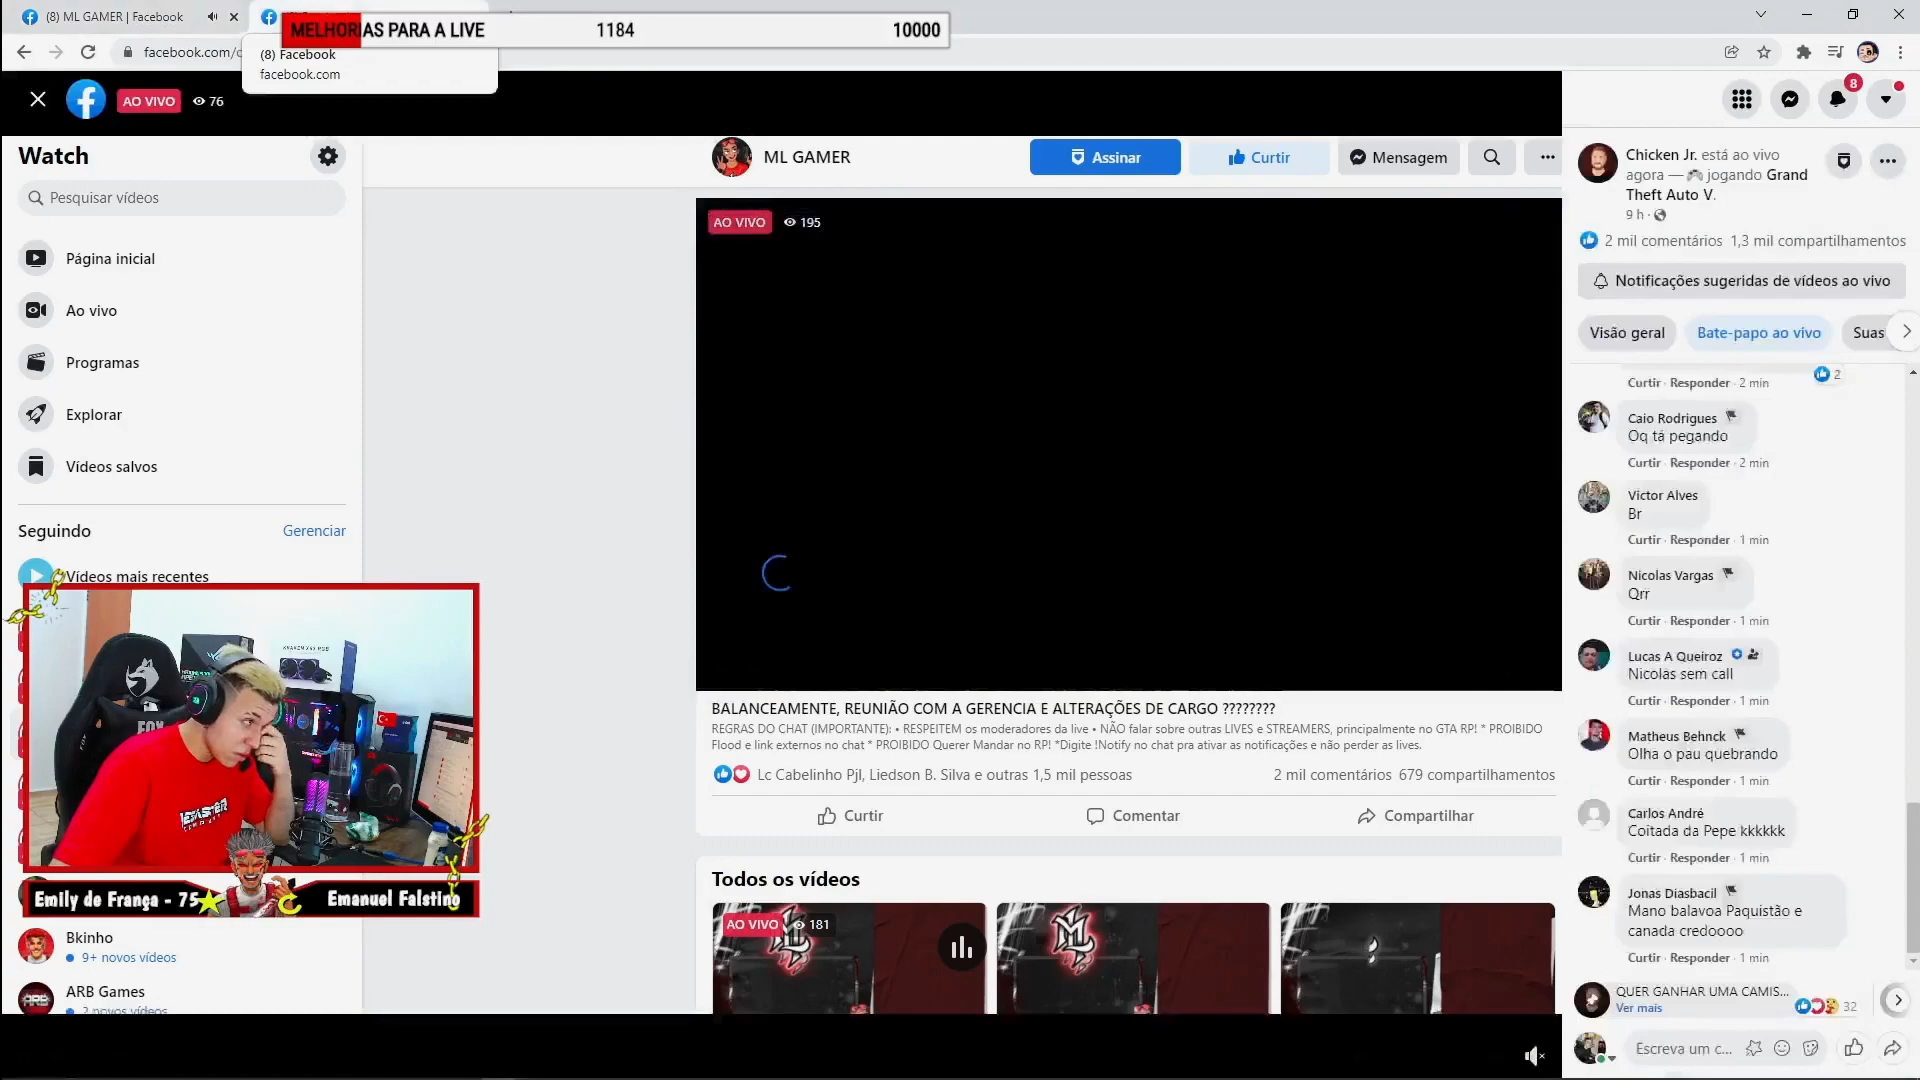 (8) ML GAMER | Facebook
MELHORIAS PARA A LIVE 1184 10000
facebook.com/
(8) Facebook
facebook.com
AO VIVO 76
Watch
Pesquisar vídeos
Página inicial
Ao vivo
Programas
Explorar
Vídeos salvos
Seguindo Gerenciar
Vídeos mais recentes
KRAKEN X53 RGB
FOX
Emily de França - 75 Emanuel Falstino
Bkinho
9+ novos vídeos
ARB
ARB Games
2 novos vídeos
ML GAMER
Assinar
Curtir
Mensagem
AO VIVO 195
BALANCEAMENTE, REUNIÃO COM A GERENCIA E ALTERAÇÕES DE CARGO ????????
REGRAS DO CHAT (IMPORTANTE): • RESPEITEM os moderadores da live • NÃO falar sobre outras LIVES e STREAMERS, principalmente no GTA RP! * PROIBIDO
Flood e link externos no chat * PROIBIDO Querer Mandar no RP! *Digite !Notify no chat pra ativar as notificações e não perder as lives.
Lc Cabelinho Pjl, Liedson B. Silva e outras 1,5 mil pessoas 2 mil comentários 679 compartilhamentos
Curtir Comentar Compartilhar
Todos os vídeos
AO VIVO 181
ML
ML
8
Chicken Jr. está ao vivo
agora — jogando Grand
Theft Auto V.
9 h ·
2 mil comentários 1,3 mil compartilhamentos
Notificações sugeridas de vídeos ao vivo
Visão geral Bate-papo ao vivo Suas
Curtir · Responder · 2 min 2
Caio Rodrigues
Oq tá pegando
Curtir · Responder · 2 min
Victor Alves
Br
Curtir · Responder · 1 min
Nicolas Vargas
Qrr
Curtir · Responder · 1 min
Lucas A Queiroz
Nicolas sem call
Curtir · Responder · 1 min
Matheus Behnck
Olha o pau quebrando
Curtir · Responder · 1 min
Carlos André
Coitada da Pepe kkkkkk
Curtir · Responder · 1 min
Jonas Diasbacil
Mano balavoa Paquistão e
canada credoooo
Curtir · Responder · 1 min
QUER GANHAR UMA CAMIS...
Ver mais 32
Escreva um c...